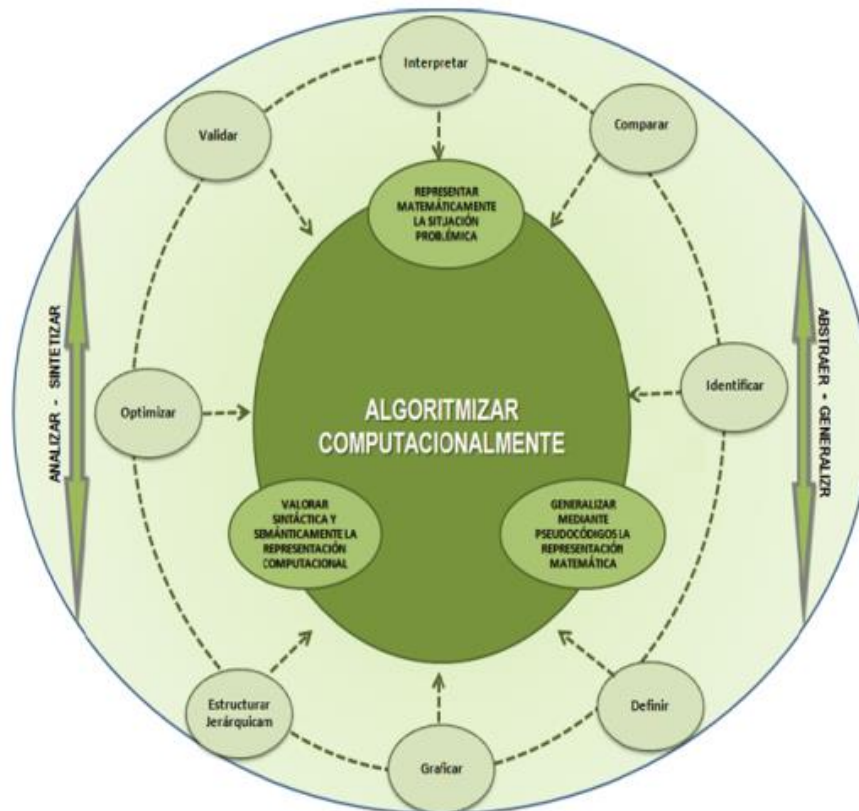 Interpretar
Validar
Comparar
REPRESENTAR
MATEMÁTICAMENTE
LA SITUACIÓN
PROBLÉMICA
ANALIZAR - SINTETIZAR
ABSTRAER - GENERALIZR
Optimizar
Identificar
ALGORITMIZAR
COMPUTACIONALMENTE
VALORAR
SINTÁCTICA Y
SEMÁNTICAMENTE LA
REPRESENTACIÓN
COMPUTACIONAL
GENERALIZAR
MEDIANTE
PSEUDOCÓDIGOS LA
REPRESENTACIÓN
MATEMÁTICA
Estructurar
Jerárquicam
Definir
Graficar